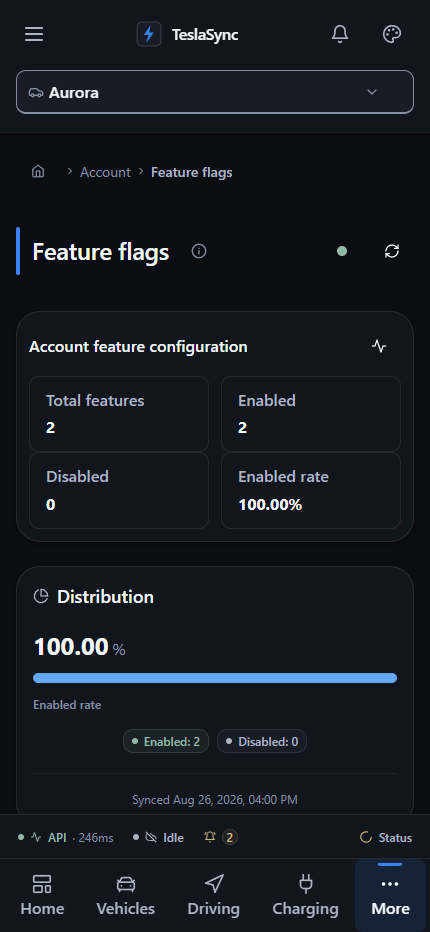 TeslaSync
Aurora
Account
Feature flags
Feature flags
Account feature configuration
Total features
2
Enabled
2
Disabled
0
Enabled rate
100.00%
Distribution
100.00 %
Enabled rate
Enabled: 2
Disabled: 0
Synced Aug 26, 2026, 04:00 PM
API · 246ms
Idle
2
Status
Home
Vehicles
Driving
Charging
More